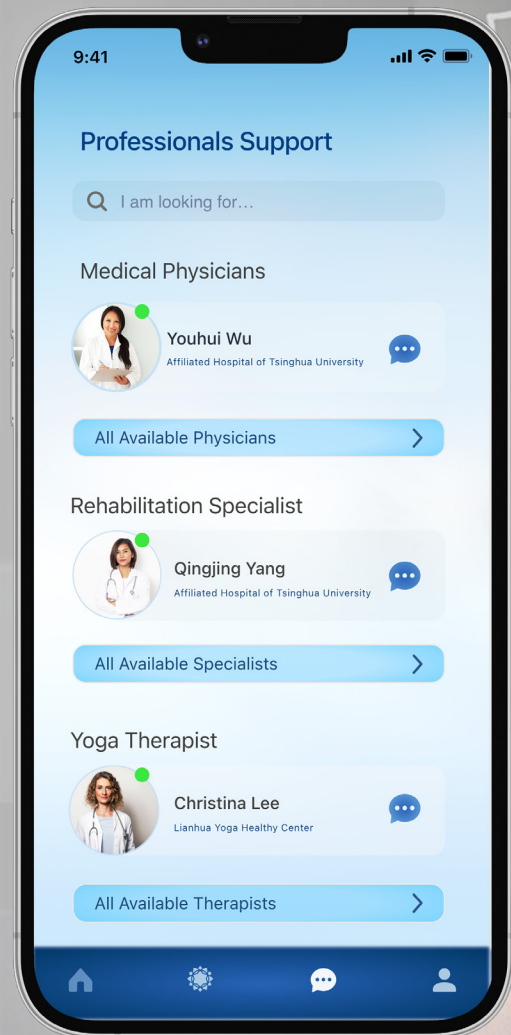 9:41
Professionals Support
I am looking for...
Medical Physicians
Youhui Wu
Affiliated Hospital of Tsinghua University
All Available Physicians
Rehabilitation Specialist
Qingjing Yang
Affiliated Hospital of Tsinghua University
All Available Specialists
Yoga Therapist
Christina Lee
Lianhua Yoga Healthy Center
All Available Therapists